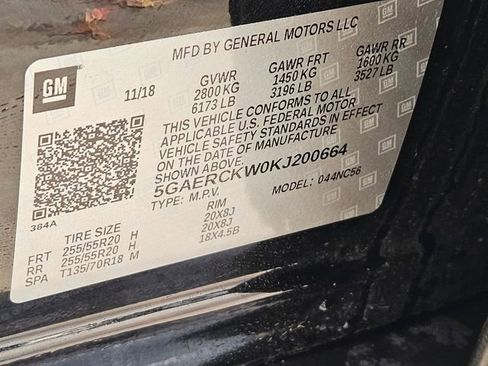 MFD BY GENERAL MOTORS LLC
GM
11/18
GVWR
2800 KG
6173 LB
GAWR FRT
1450 KG
3196 LB
GAWR RR
1600 KG
3527 LB
THIS VEHICLE CONFORMS TO ALL
APPLICABLE U.S. FEDERAL MOTOR
VEHICLE SAFETY STANDARDS IN EFFECT
ON THE DATE OF MANUFACTURE
SHOWN ABOVE.
5GAERCKW0KJ200664
TYPE: M.P.V.
MODEL: 044NC56
384A
TIRE SIZE RIM
FRT 255/55R20 H 20X8J
RR 255/55R20 H 20X8J
SPA T135/70R18 M 18X4.5B